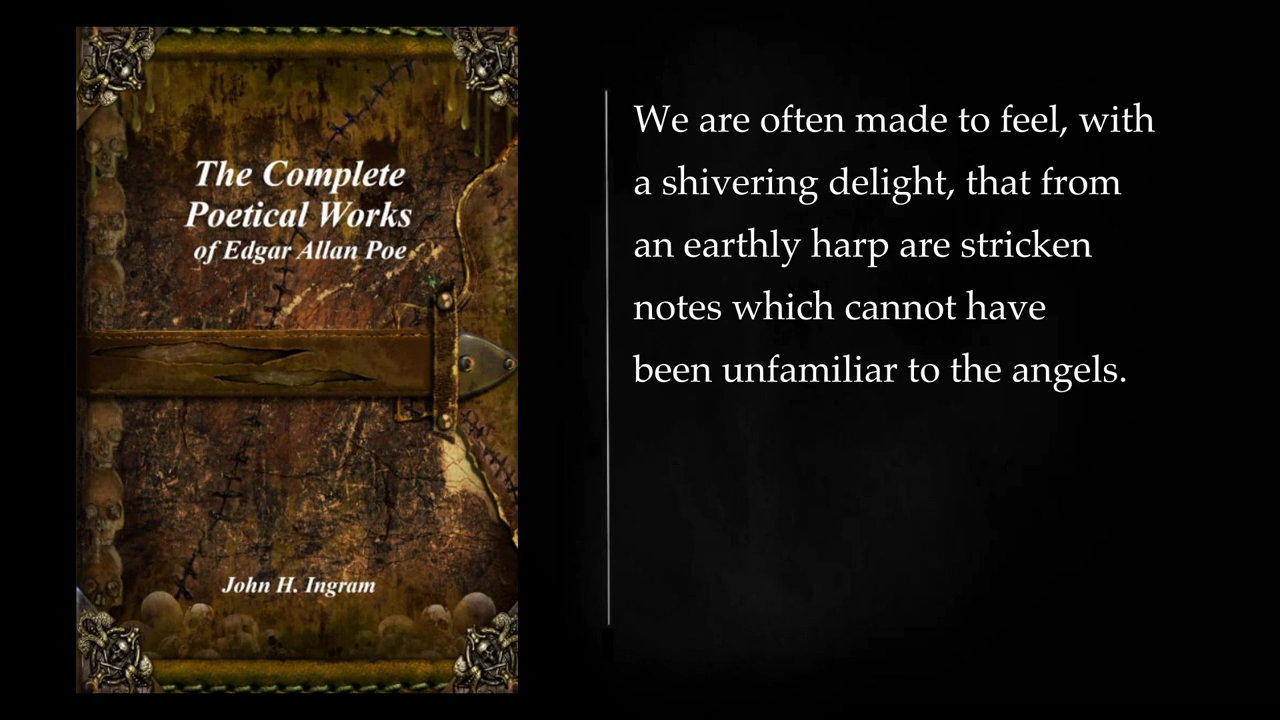 The Complete
Poetical Works
of Edgar Allan Poe
John H. Ingram
We are often made to feel, with
a shivering delight, that from
an earthly harp are stricken
notes which cannot have
been unfamiliar to the angels.